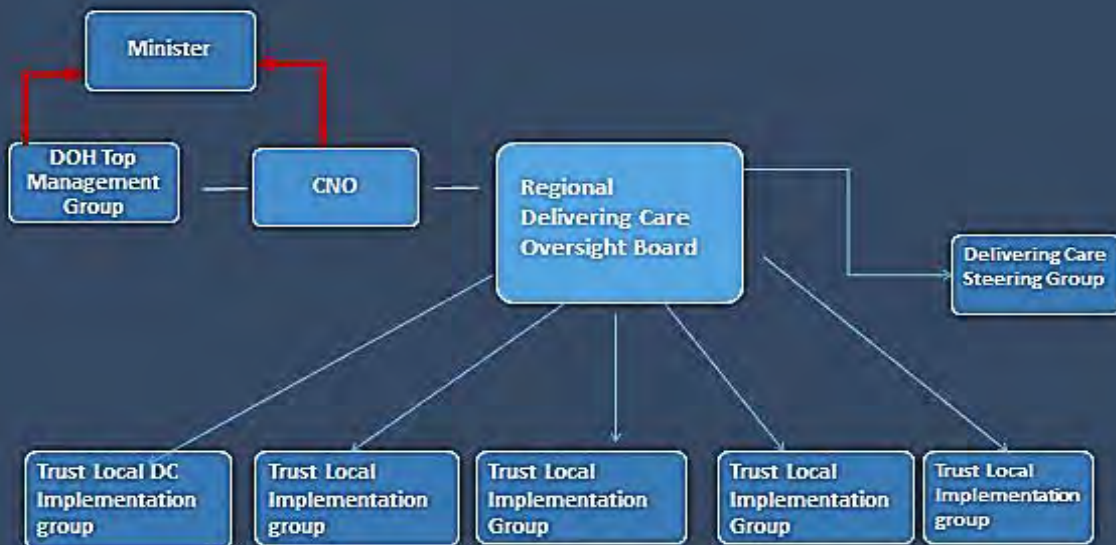 Minister
DOH Top
Management
Group
CNO
Regional
Delivering Care
Oversight Board
Delivering Care
Steering Group
Trust Local DC
Implementation
group
Trust Local
Implementation
group
Trust Local
Implementation
Group
Trust Local
Implementation
Group
Trust Local
Implementation
group